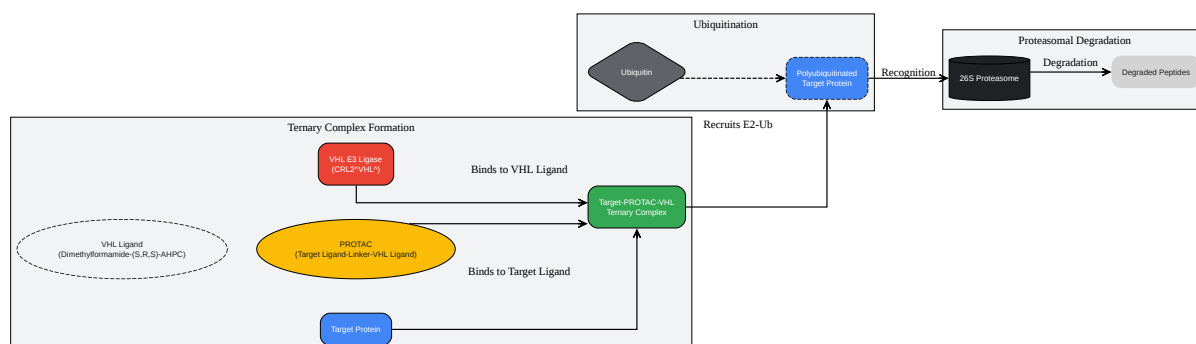 Ubiquitination
Ubiquitin
Polyubiquitinated
Target Protein
Recognition
Proteasomal Degradation
26S Proteasome
Degradation
Degraded Peptides
Recruits E2-Ub
Ternary Complex Formation
VHL E3 Ligase
(CRL2^VHL^)
Binds to VHL Ligand
Target-PROTAC-VHL
Ternary Complex
VHL Ligand
(Dimethylformamide-(S,R,S)-AHPC)
PROTAC
(Target Ligand-Linker-VHL Ligand)
Binds to Target Ligand
Target Protein